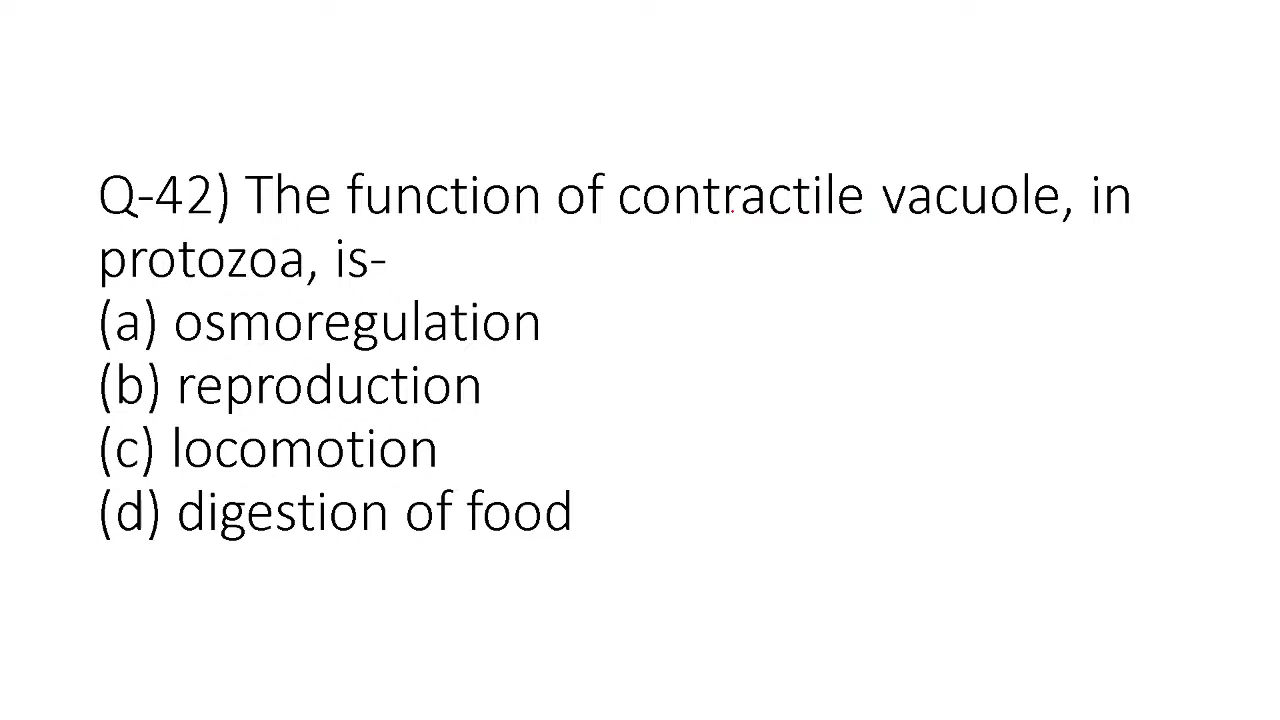 Q-42) The function of contractile vacuole, in
protozoa, is-
(a) osmoregulation
(b) reproduction
(c) locomotion
(d) digestion of food